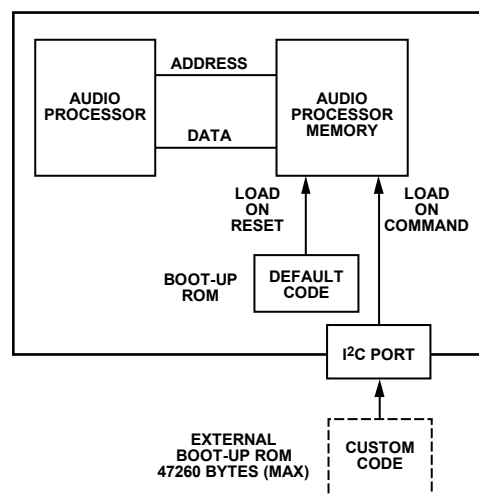 ADDRESS
AUDIO
PROCESSOR
AUDIO
PROCESSOR
MEMORY
DATA
LOAD
ON
RESET
LOAD
ON
COMMAND
BOOT-UP
ROM
DEFAULT
CODE
I²C PORT
EXTERNAL
BOOT-UP ROM
47260 BYTES (MAX)
CUSTOM
CODE